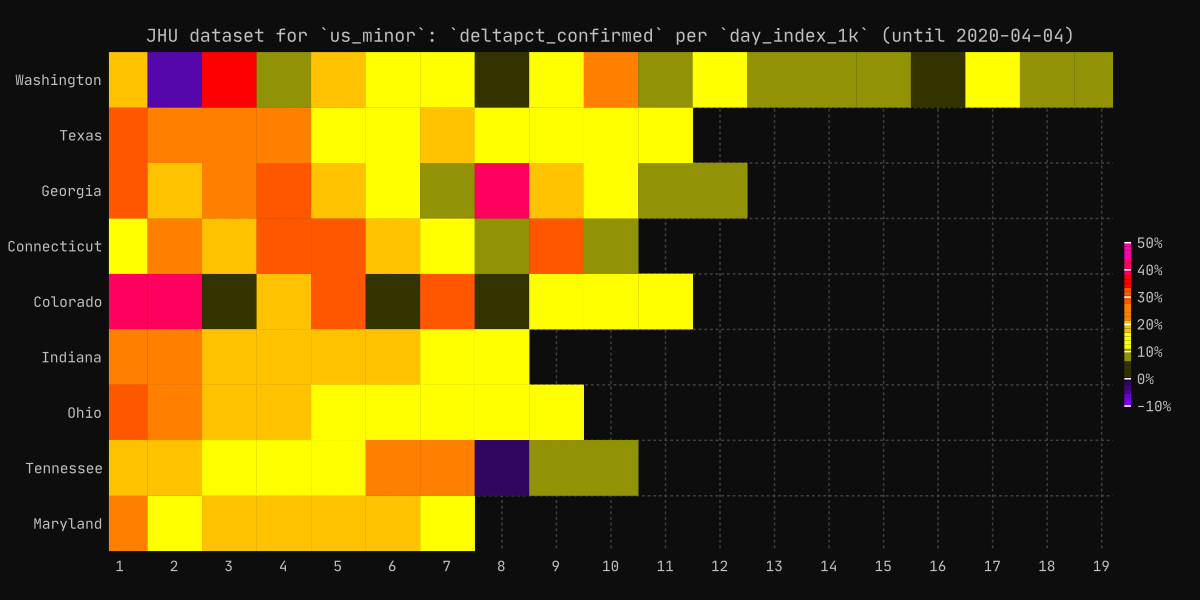 JHU dataset for `us_minor`: `deltapct_confirmed` per `day_index_1k` (until 2020-04-04)
Washington
Texas
Georgia
Connecticut
Colorado
Indiana
Ohio
Tennessee
Maryland
50%
40%
30%
20%
10%
0%
-10%
1 2 3 4 5 6 7 8 9 10 11 12 13 14 15 16 17 18 19